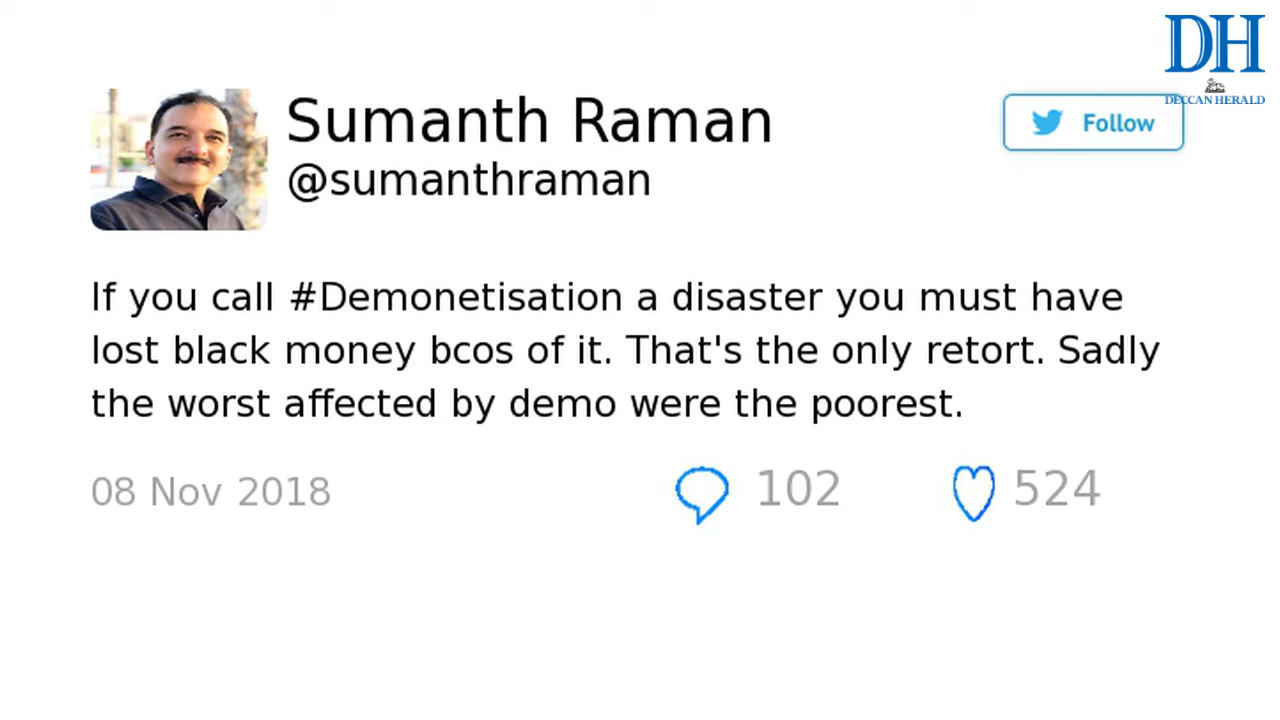 DH
DECCAN HERALD
Sumanth Raman
@sumanthraman
Follow
If you call #Demonetisation a disaster you must have
lost black money bcos of it. That's the only retort. Sadly
the worst affected by demo were the poorest.
08 Nov 2018
102
524